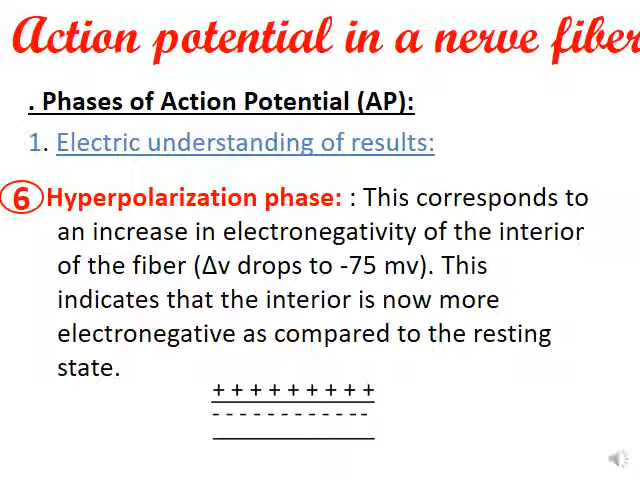 Action potential in a nerve fiber
. Phases of Action Potential (AP):
1. Electric understanding of results:
6 Hyperpolarization phase: : This corresponds to
an increase in electronegativity of the interior
of the fiber (Δv drops to -75 mv). This
indicates that the interior is now more
electronegative as compared to the resting
state.
+ + + + + + + + +
- - - - - - - - - - - -